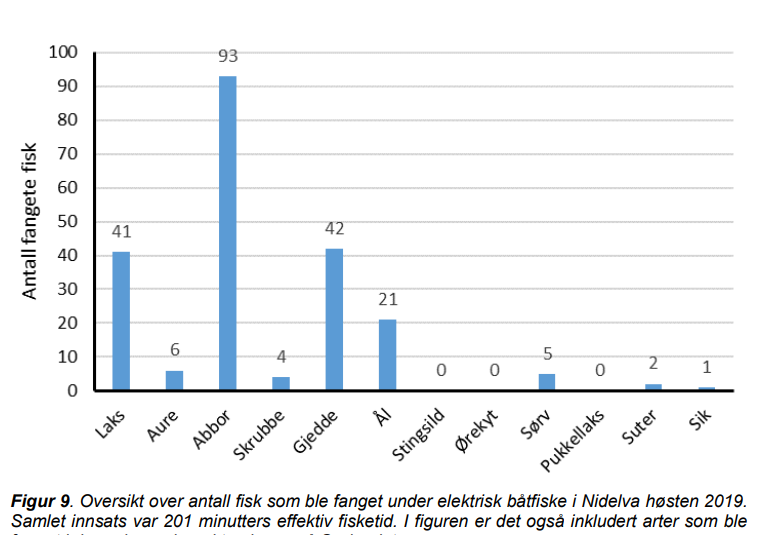 100
93
90
80
70
60
50
42
41
40
30
21
20
10
6
4
0
0
5
0
2
1
0
Antall fangete fisk
Laks
Aure
Abbor
Skrubbe
Gjedde
Ål
Stingsild
Ørekyt
Sørv
Pukkellaks
Suter
Sik
Figur 9. Oversikt over antall fisk som ble fanget under elektrisk båtfiske i Nidelva høsten 2019.
Samlet innsats var 201 minutters effektiv fisketid. I figuren er det også inkludert arter som ble